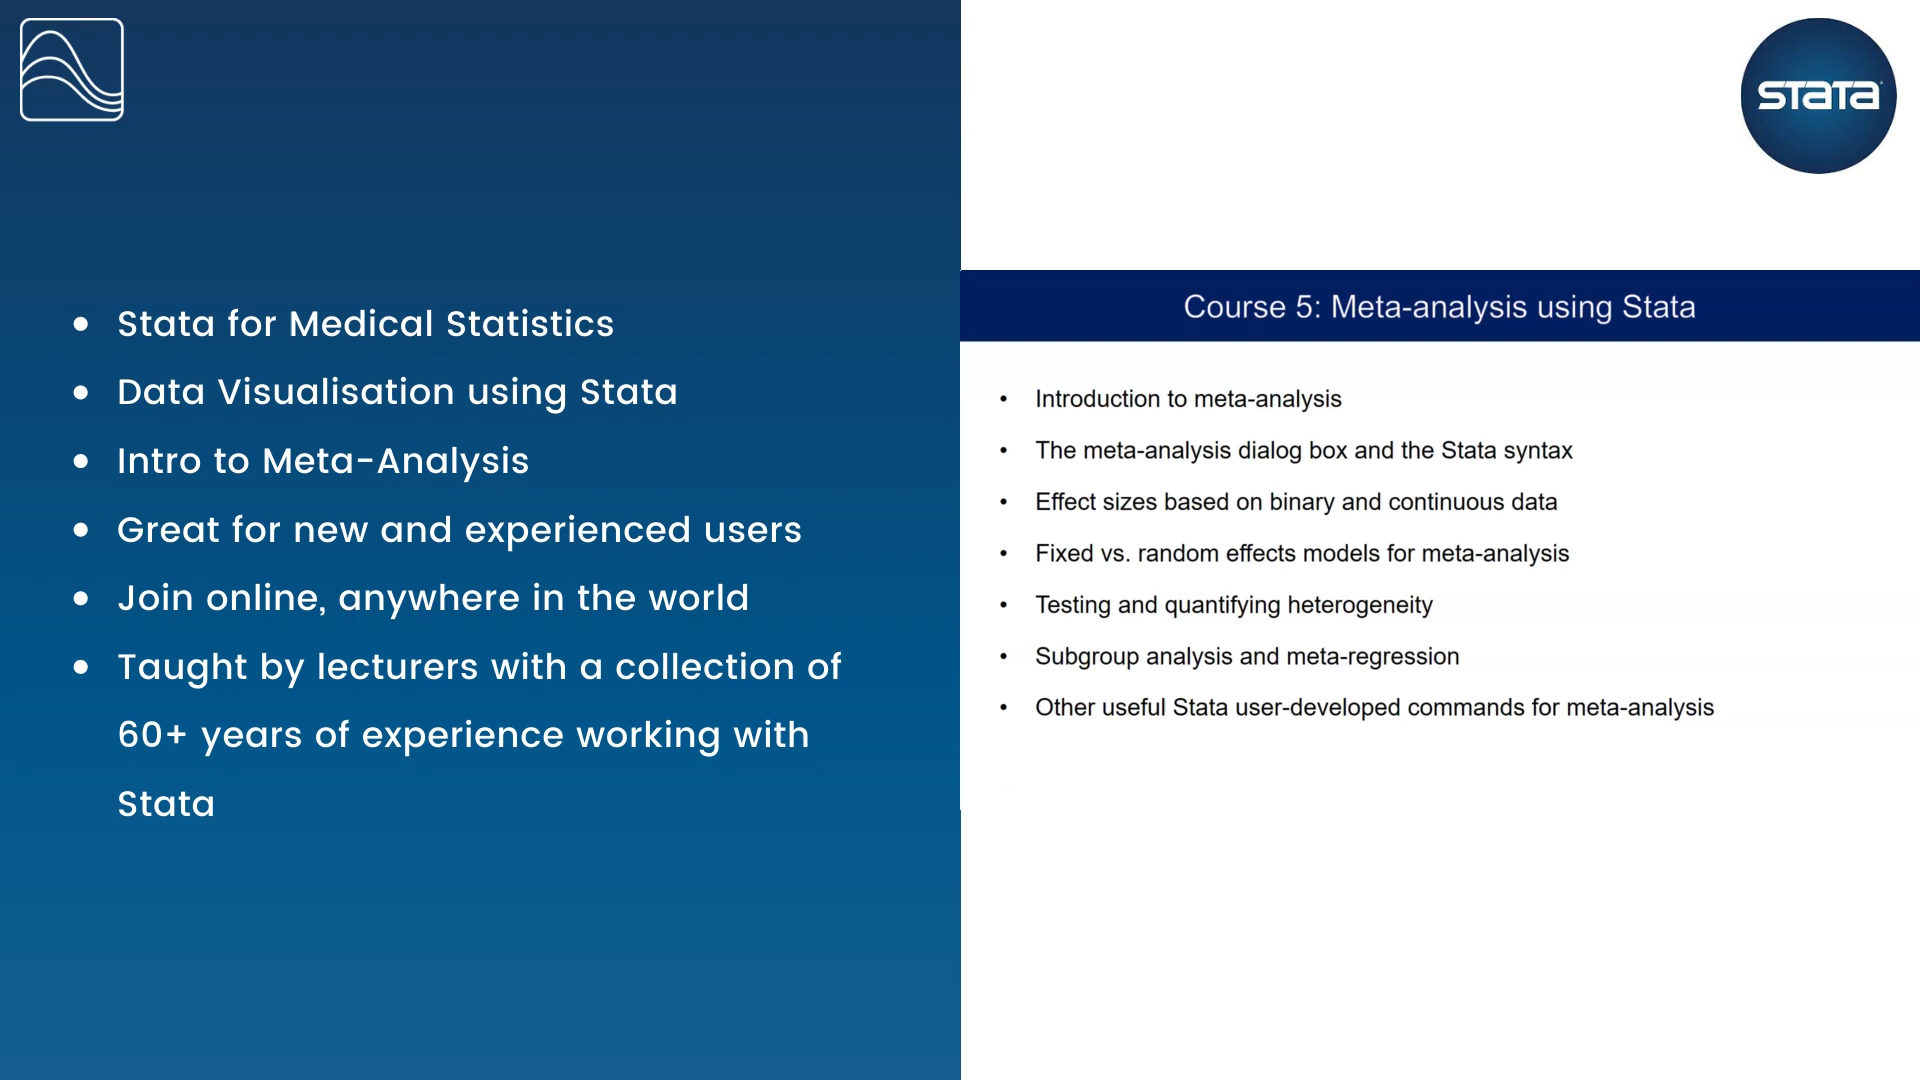 Stata for Medical Statistics
Data Visualisation using Stata
Intro to Meta-Analysis
Great for new and experienced users
Join online, anywhere in the world
Taught by lecturers with a collection of
60+ years of experience working with
Stata
stata
Course 5: Meta-analysis using Stata
Introduction to meta-analysis
The meta-analysis dialog box and the Stata syntax
Effect sizes based on binary and continuous data
Fixed vs. random effects models for meta-analysis
Testing and quantifying heterogeneity
Subgroup analysis and meta-regression
Other useful Stata user-developed commands for meta-analysis